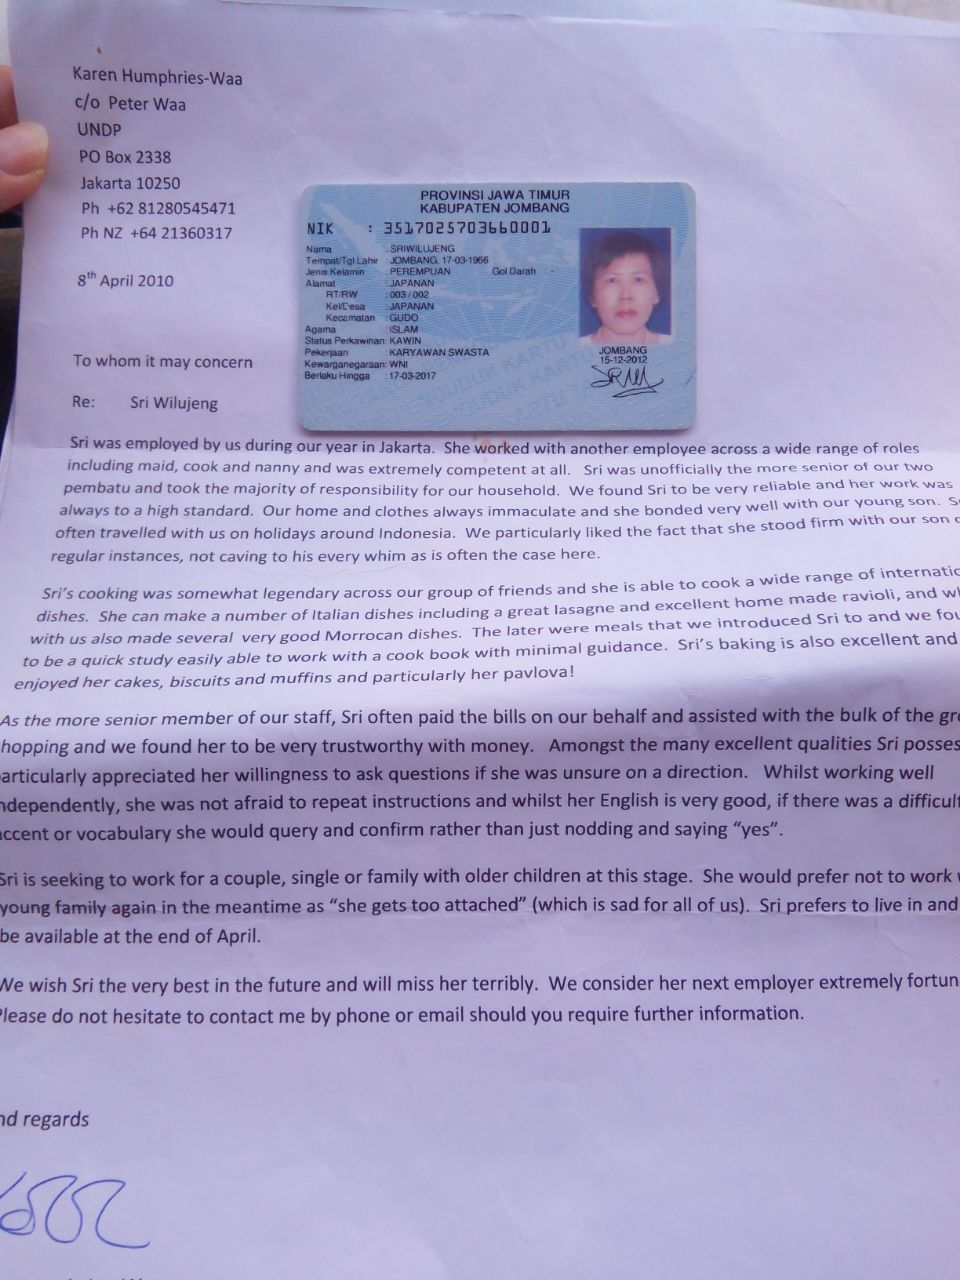 Karen Humphries-Waa
c/o Peter Waa
UNDP
PO Box 2338
Jakarta 10250
Ph +62 81280545471
Ph NZ +64 21360317
8th April 2010
PROVINSI JAWA TIMUR
KABUPATEN JOMBANG
NIK : 3517025703660001
Nama : SRIWILUJENG
Tempat/Tgl Lahir : JOMBANG, 17-03-1966
Jenis Kelamin : PEREMPUAN Gol Darah : -
Alamat : JAPANAN
RT/RW : 003/002
Kel/Desa : JAPANAN
Kecamatan : GUDO
Agama : ISLAM
Status Perkawinan: KAWIN
Pekerjaan : KARYAWAN SWASTA
Kewarganegaraan: WNI
Berlaku Hingga : 17-03-2017
JOMBANG
15-12-2012
To whom it may concern
Re: Sri Wilujeng
Sri was employed by us during our year in Jakarta. She worked with another employee across a wide range of roles
including maid, cook and nanny and was extremely competent at all. Sri was unofficially the more senior of our two
pembatu and took the majority of responsibility for our household. We found Sri to be very reliable and her work was
always to a high standard. Our home and clothes always immaculate and she bonded very well with our young son.
often travelled with us on holidays around Indonesia. We particularly liked the fact that she stood firm with our son
regular instances, not caving to his every whim as is often the case here.
Sri's cooking was somewhat legendary across our group of friends and she is able to cook a wide range of internatio
dishes. She can make a number of Italian dishes including a great lasagne and excellent home made ravioli, and wh
with us also made several very good Morrocan dishes. The later were meals that we introduced Sri to and we fou
to be a quick study easily able to work with a cook book with minimal guidance. Sri's baking is also excellent and
enjoyed her cakes, biscuits and muffins and particularly her pavlova!
As the more senior member of our staff, Sri often paid the bills on our behalf and assisted with the bulk of the gro
hopping and we found her to be very trustworthy with money. Amongst the many excellent qualities Sri posses
articularly appreciated her willingness to ask questions if she was unsure on a direction. Whilst working well
ndependently, she was not afraid to repeat instructions and whilst her English is very good, if there was a difficult
ccent or vocabulary she would query and confirm rather than just nodding and saying "yes".
Sri is seeking to work for a couple, single or family with older children at this stage. She would prefer not to work
young family again in the meantime as "she gets too attached" (which is sad for all of us). Sri prefers to live in and
be available at the end of April.
We wish Sri the very best in the future and will miss her terribly. We consider her next employer extremely fortun
Please do not hesitate to contact me by phone or email should you require further information.
nd regards